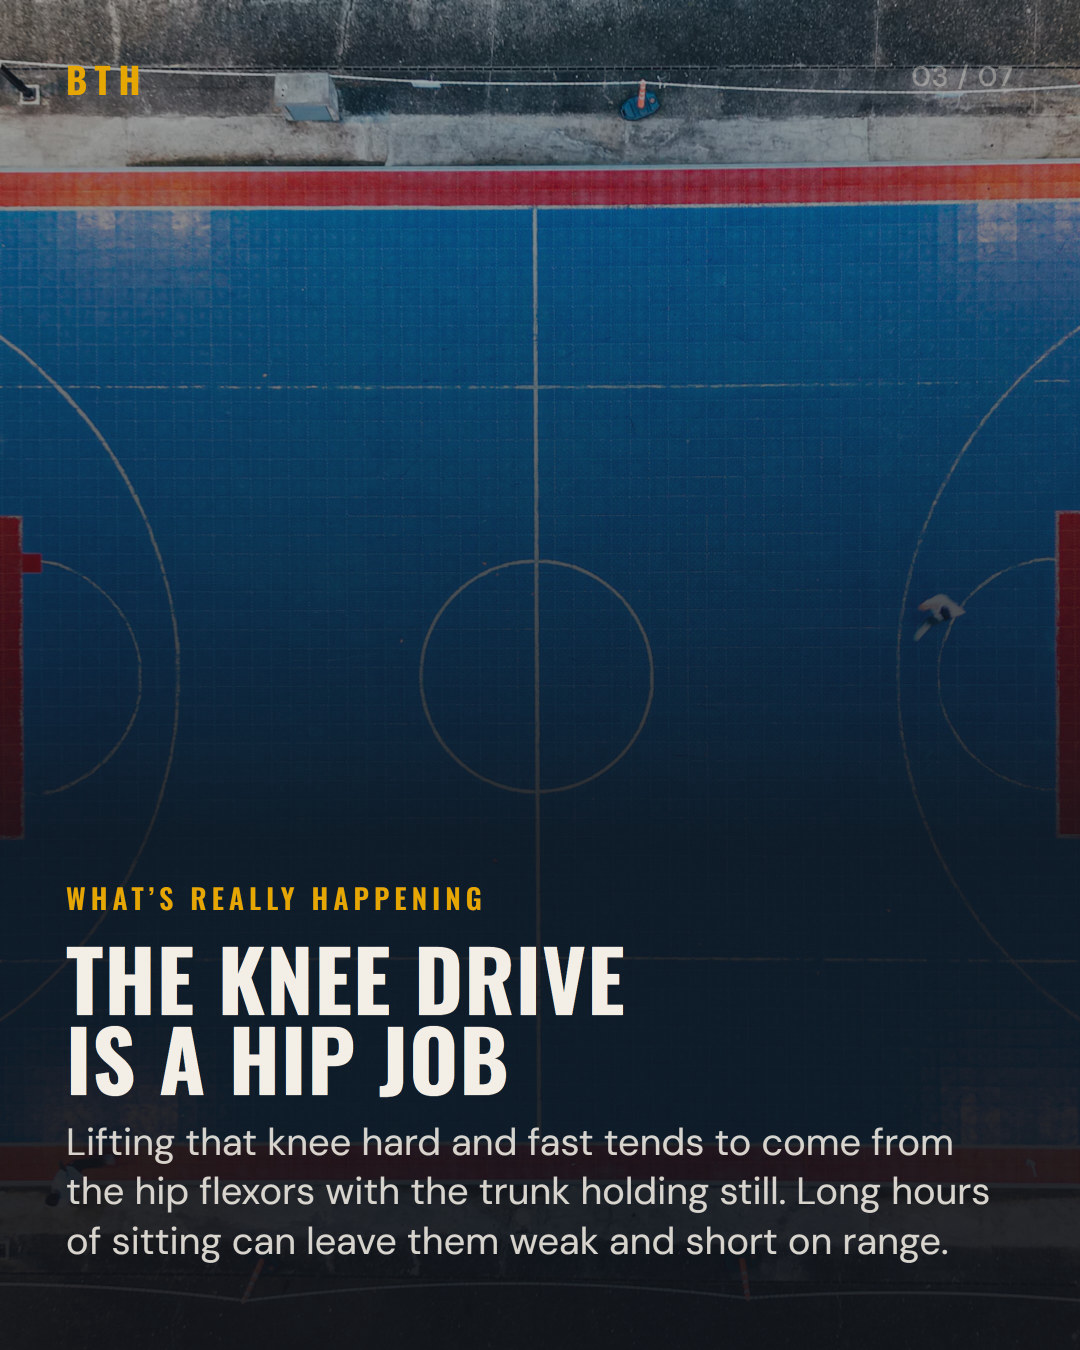 BTH
03 / 07
WHAT’S REALLY HAPPENING
THE KNEE DRIVE
IS A HIP JOB
Lifting that knee hard and fast tends to come from
the hip flexors with the trunk holding still. Long hours
of sitting can leave them weak and short on range.